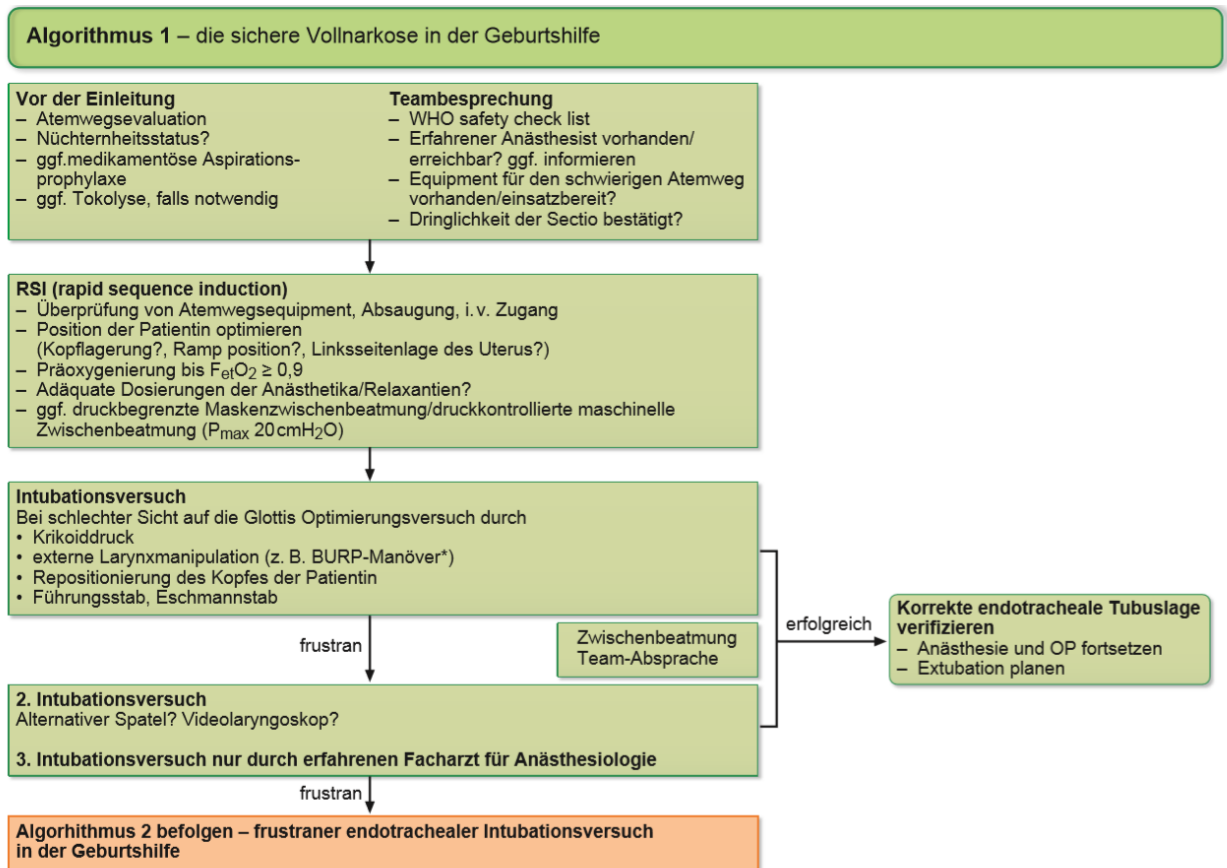 Algorithmus 1 – die sichere Vollnarkose in der Geburtshilfe
Vor der Einleitung
– Atemwegsevaluation
– Nüchternheitsstatus?
– ggf.medikamentöse Aspirations-
prophylaxe
– ggf. Tokolyse, falls notwendig
Teambesprechung
– WHO safety check list
– Erfahrener Anästhesist vorhanden/
erreichbar? ggf. informieren
– Equipment für den schwierigen Atemweg
vorhanden/einsatzbereit?
– Dringlichkeit der Sectio bestätigt?
RSI (rapid sequence induction)
– Überprüfung von Atemwegsequipment, Absaugung, i. v. Zugang
– Position der Patientin optimieren
(Kopflagerung?, Ramp position?, Linksseitenlage des Uterus?)
– Präoxygenierung bis FetO2 ≥ 0,9
– Adäquate Dosierungen der Anästhetika/Relaxantien?
– ggf. druckbegrenzte Maskenzwischenbeatmung/druckkontrollierte maschinelle
Zwischenbeatmung (Pmax 20 cmH2O)
Intubationsversuch
Bei schlechter Sicht auf die Glottis Optimierungsversuch durch
• Krikoiddruck
• externe Larynxmanipulation (z. B. BURP-Manöver*)
• Repositionierung des Kopfes der Patientin
• Führungsstab, Eschmannstab
frustran
Zwischenbeatmung
Team-Absprache
erfolgreich
Korrekte endotracheale Tubuslage
verifizieren
– Anästhesie und OP fortsetzen
– Extubation planen
2. Intubationsversuch
Alternativer Spatel? Videolaryngoskop?
3. Intubationsversuch nur durch erfahrenen Facharzt für Anästhesiologie
frustran
Algorhithmus 2 befolgen – frustraner endotrachealer Intubationsversuch
in der Geburtshilfe